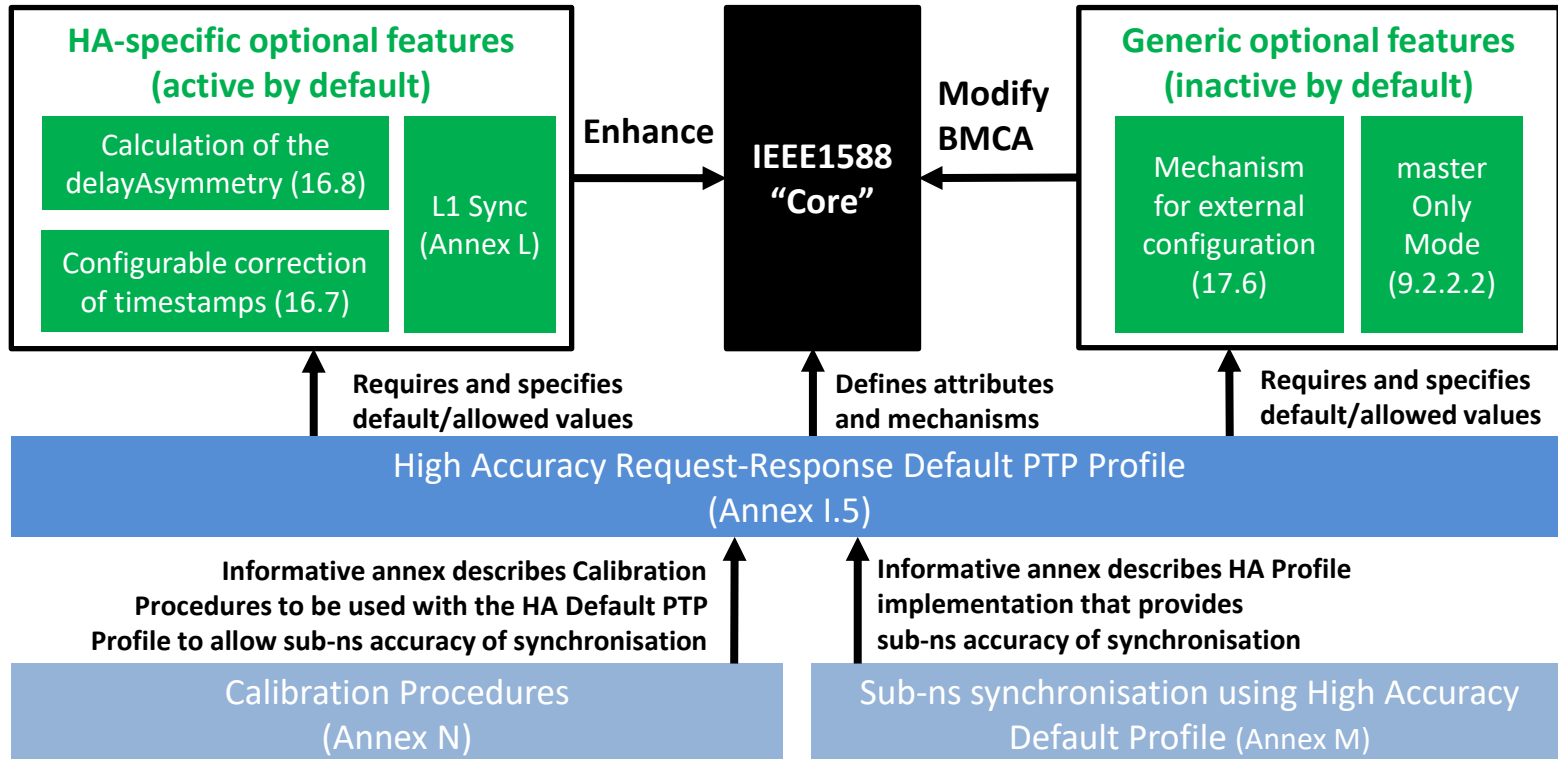 HA-specific optional features
(active by default)
Calculation of the
delayAsymmetry (16.8)
Configurable correction
of timestamps (16.7)
L1 Sync
(Annex L)
Enhance
IEEE1588
“Core”
Modify
BMCA
Generic optional features
(inactive by default)
Mechanism
for external
configuration
(17.6)
master
Only
Mode
(9.2.2.2)
Requires and specifies
default/allowed values
Defines attributes
and mechanisms
Requires and specifies
default/allowed values
High Accuracy Request-Response Default PTP Profile
(Annex I.5)
Informative annex describes Calibration
Procedures to be used with the HA Default PTP
Profile to allow sub-ns accuracy of synchronisation
Informative annex describes HA Profile
implementation that provides
sub-ns accuracy of synchronisation
Calibration Procedures
(Annex N)
Sub-ns synchronisation using High Accuracy
Default Profile (Annex M)